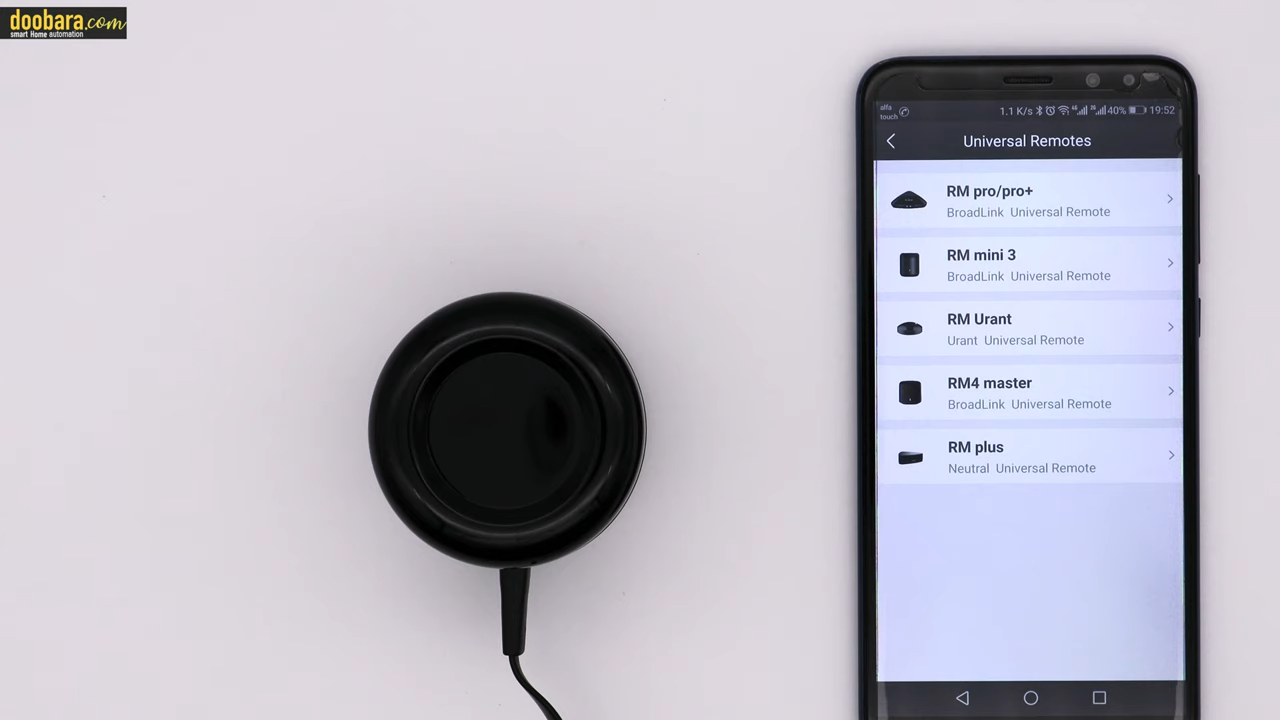 doobara.com
smart Home automation
alfa
touch
1.1 K/s 40% 19:52
Universal Remotes
RM pro/pro+
BroadLink Universal Remote
RM mini 3
BroadLink Universal Remote
RM Urant
Urant Universal Remote
RM4 master
BroadLink Universal Remote
RM plus
Neutral Universal Remote